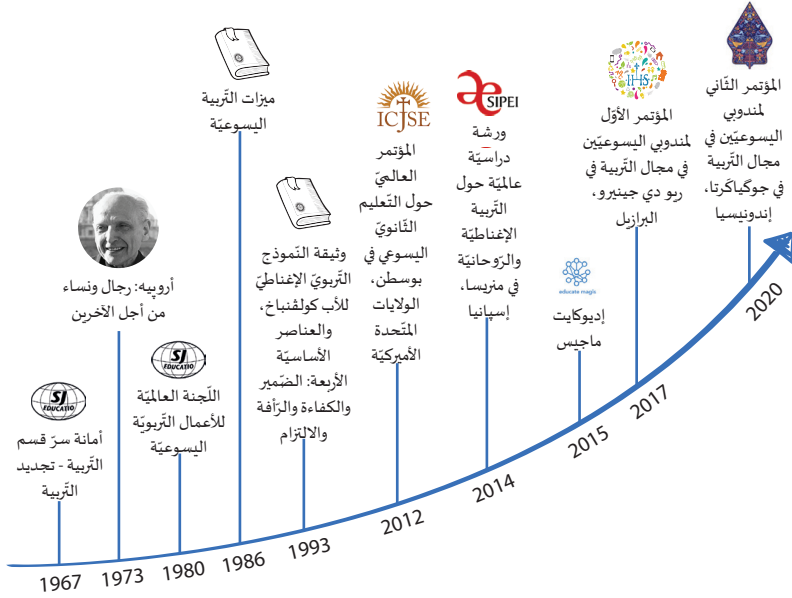 SJ
EDUCATIO
أمانة سرّ قسم
التّربية - تجديد
التّربية
1967
أروپيه: رجال ونساء
من أجل الآخرين
1973
SJ
EDUCATIO
اللّجنة العالميّة
للأعمال التّربويّة
اليسوعيّة
1980
ميزات التّربية
اليسوعيّة
1986
وثيقة النّموذج
التّربويّ الإغناطيّ
للأب كولڤنباخ،
والعناصر
الأساسيّة
الأربعة: الضّمير
والكفاءة والرّأفة
والالتزام
1993
ICJSE
المؤتمر
العالميّ
حول التّعليم
الثّانويّ
اليسوعي في
بوسطن،
الولايات
المتّحدة
الأميركيّة
2012
SIPEI
ورشة
دراسيّة
عالميّة حول
التّربية
الإغناطيّة
والرّوحانيّة
في منريسا،
إسپانيا
2014
educate magis
إديوكايت
ماجيس
2015
IHS
المؤتمر الأوّل
لمندوبي اليسوعيّين
في مجال التّربية في
ريو دي جينيرو،
البرازيل
2017
المؤتمر الثّاني
لمندوبي
اليسوعيّين في
مجال التّربية
في جوگياكرتا،
إندونيسيا
2020